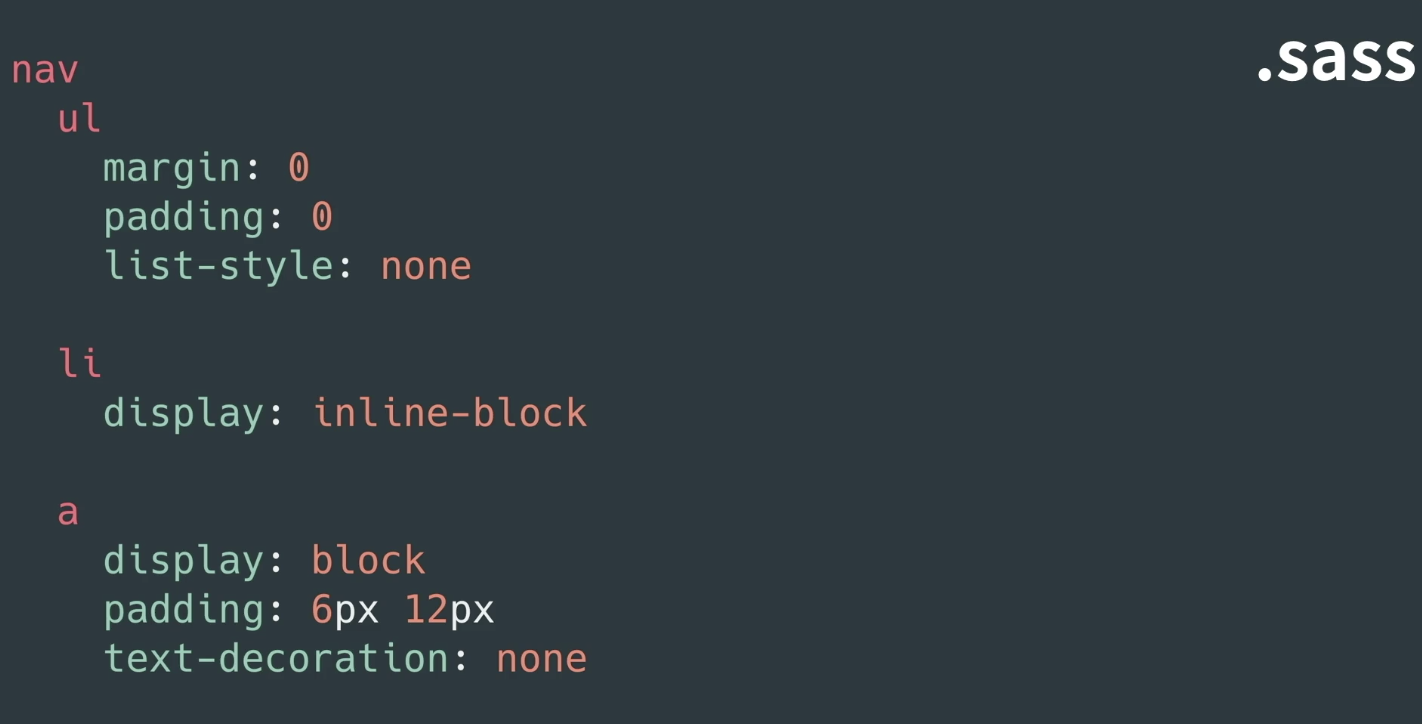 .sass
nav
  ul
    margin: 0
    padding: 0
    list-style: none
  li
    display: inline-block
  a
    display: block
    padding: 6px 12px
    text-decoration: none